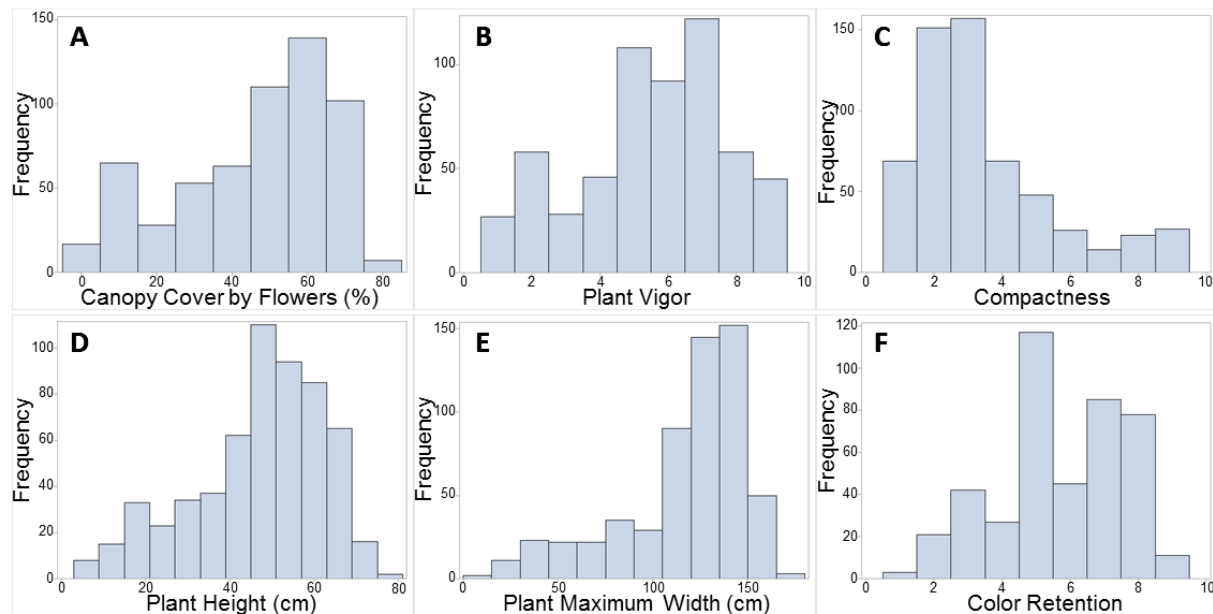 A
Frequency
150
100
50
0
0 20 40 60 80
Canopy Cover by Flowers (%)
B
Frequency
100
50
0
0 2 4 6 8 10
Plant Vigor
C
Frequency
150
100
50
0
0 2 4 6 8 10
Compactness
D
Frequency
100
80
60
40
20
0
0 20 40 60 80
Plant Height (cm)
E
Frequency
150
100
50
0
0 50 100 150
Plant Maximum Width (cm)
F
Frequency
120
100
80
60
40
20
0
0 2 4 6 8 10
Color Retention